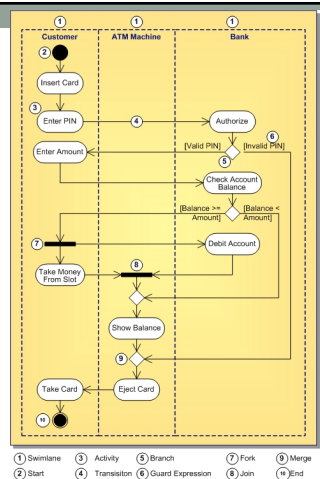 1 1 1
Customer ATM Machine Bank
2
Insert Card
3
Enter PIN 4 Authorize
6
[Valid PIN] [Invalid PIN]
Enter Amount
5
Check Account
Balance
[Balance >=
Amount]
[Balance <
Amount]
7
Debit Account
8
Take Money
From Slot
Show Balance
9
Take Card Eject Card
10
1 Swimlane 3 Activity 5 Branch 7 Fork 9 Merge
2 Start 4 Transisiton 6 Guard Expression 8 Join 10 End